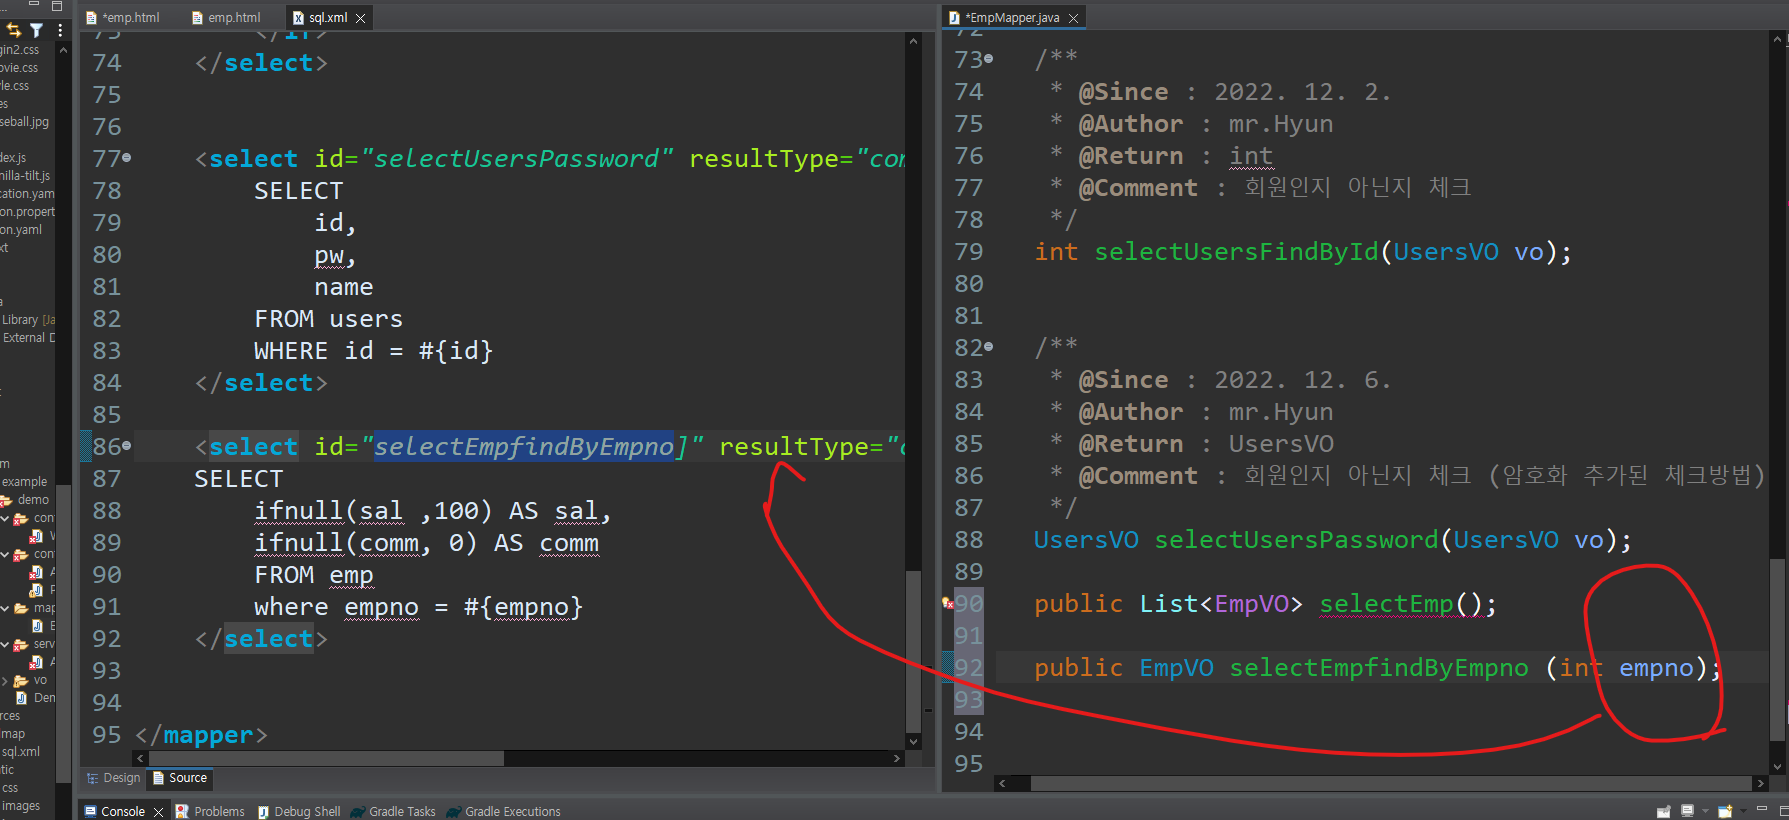 *emp.html
emp.html
sql.xml
*EmpMapper.java
gin2.css
ovie.css
le.css
es
seball.jpg
dex.js
nilla-tilt.js
cation.yam
on.propert
on.yaml
xt
a
Library [Ja
External D
m
example
demo
con
con
A
map
E
serv
A
vo
Den
rces
lmap
sql.xml
tic
css
images
74 </select>
75
76
77 <select id="selectUsersPassword" resultType="con
78 SELECT
79 id,
80 pw,
81 name
82 FROM users
83 WHERE id = #{id}
84 </select>
85
86 <select id="selectEmpfindByEmpno]" resultType="c
87 SELECT
88 ifnull(sal ,100) AS sal,
89 ifnull(comm, 0) AS comm
90 FROM emp
91 where empno = #{empno}
92 </select>
93
94
95 </mapper>
Design
Source
72
73 /**
74 * @Since : 2022. 12. 2.
75 * @Author : mr.Hyun
76 * @Return : int
77 * @Comment : 회원인지 아닌지 체크
78 */
79 int selectUsersFindById(UsersVO vo);
80
81
82 /**
83 * @Since : 2022. 12. 6.
84 * @Author : mr.Hyun
85 * @Return : UsersVO
86 * @Comment : 회원인지 아닌지 체크 (암호화 추가된 체크방법)
87 */
88 UsersVO selectUsersPassword(UsersVO vo);
89
90 public List<EmpVO> selectEmp();
91
92 public EmpVO selectEmpfindByEmpno (int empno);
93
94
95
Console
Problems
Debug Shell
Gradle Tasks
Gradle Executions